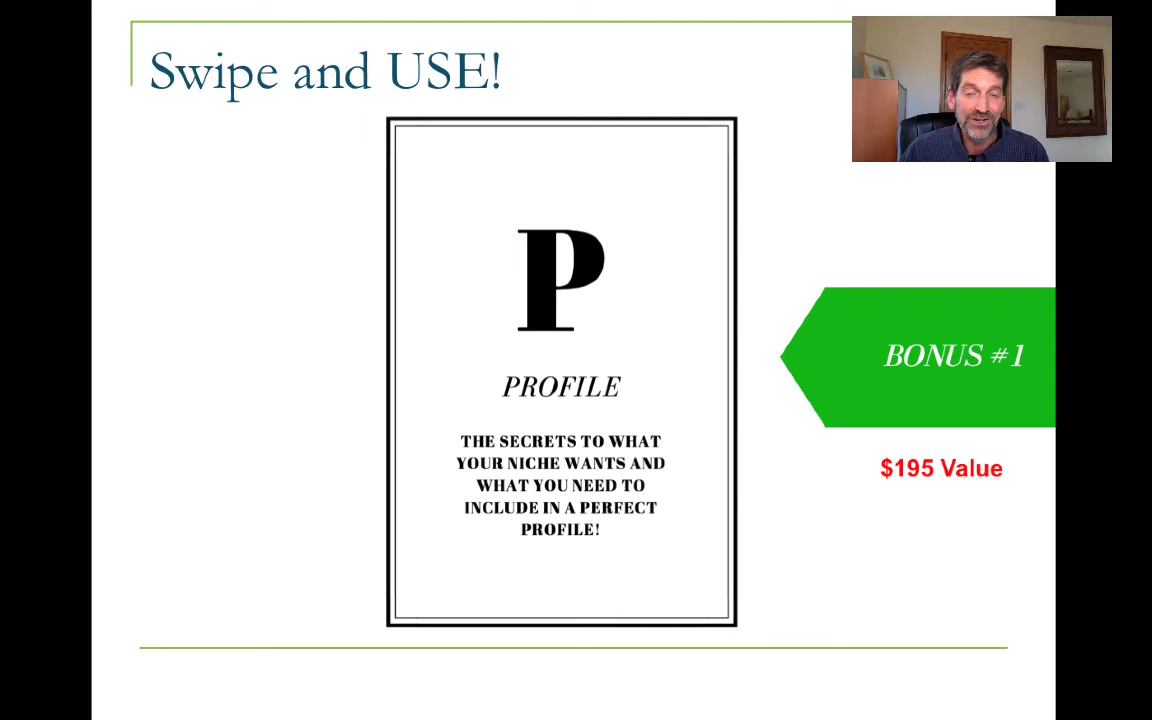 Swipe and USE!
P
PROFILE
THE SECRETS TO WHAT
YOUR NICHE WANTS AND
WHAT YOU NEED TO
INCLUDE IN A PERFECT
PROFILE!
BONUS #1
$195 Value